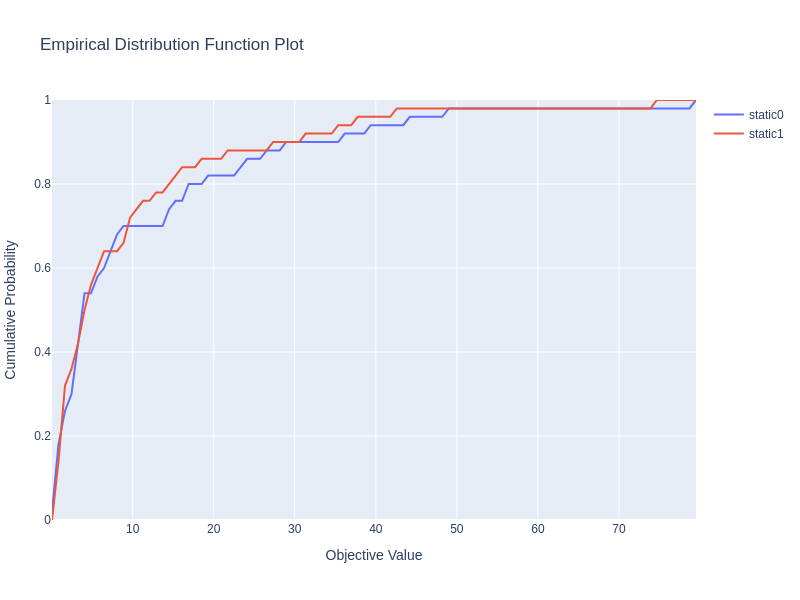 Empirical Distribution Function Plot
1
0.8
0.6
0.4
0.2
0
10 20 30 40 50 60 70
Objective Value
Cumulative Probability
static0
static1